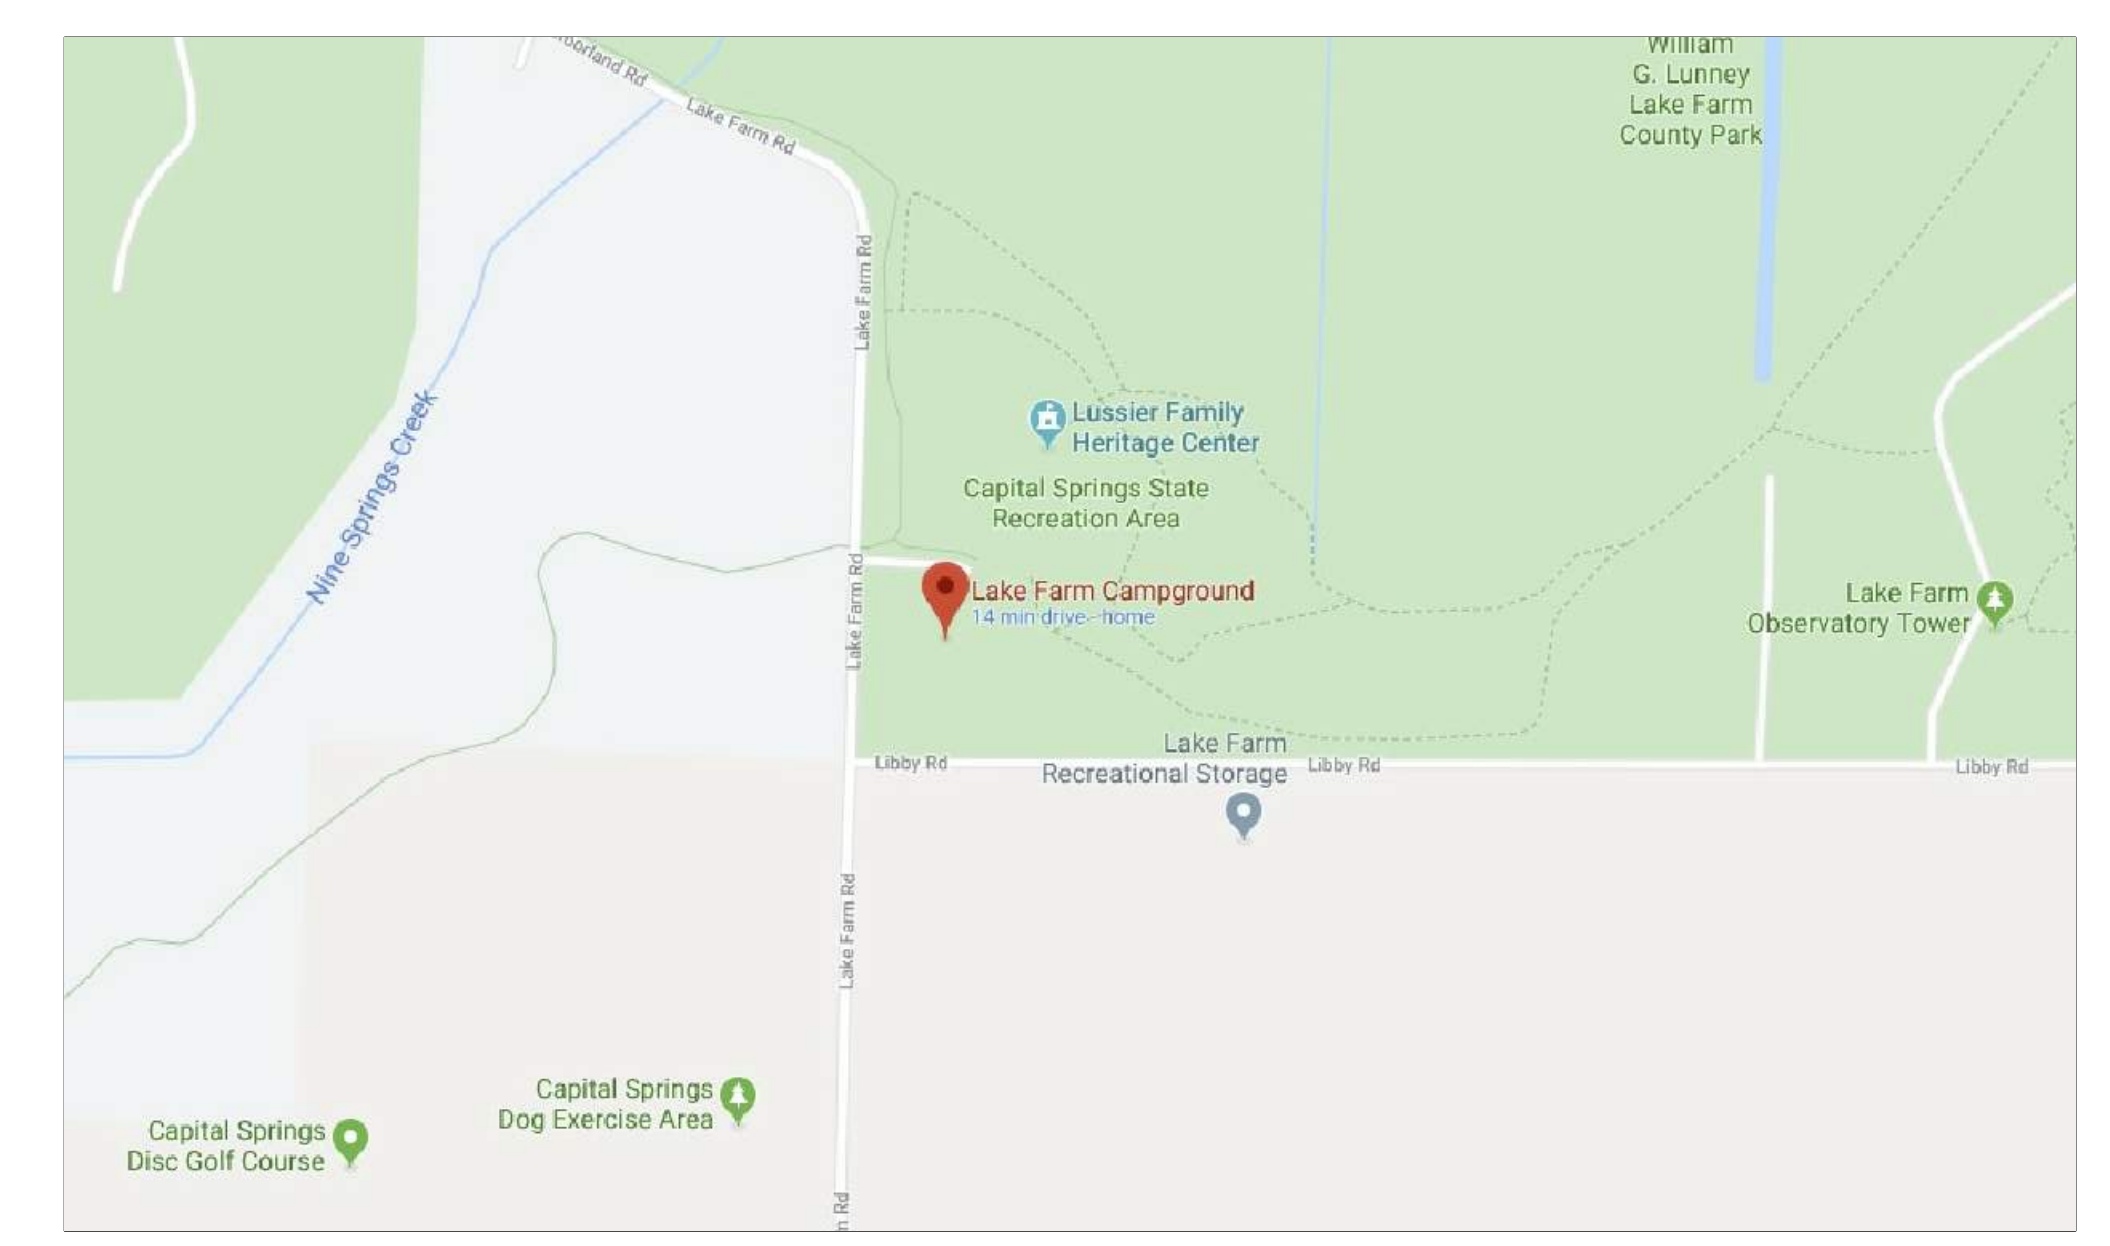 William
G. Lunney
Lake Farm
County Park
Lake Farm Rd
Lake Farm Rd
Nine Springs Creek
Lussier Family
Heritage Center
Capital Springs State
Recreation Area
Lake Farm Rd
Lake Farm Campground
14 min drive - home
Lake Farm
Observatory Tower
Libby Rd
Lake Farm
Recreational Storage
Libby Rd
Libby Rd
Lake Farm Rd
Capital Springs
Dog Exercise Area
Capital Springs
Disc Golf Course
Rd